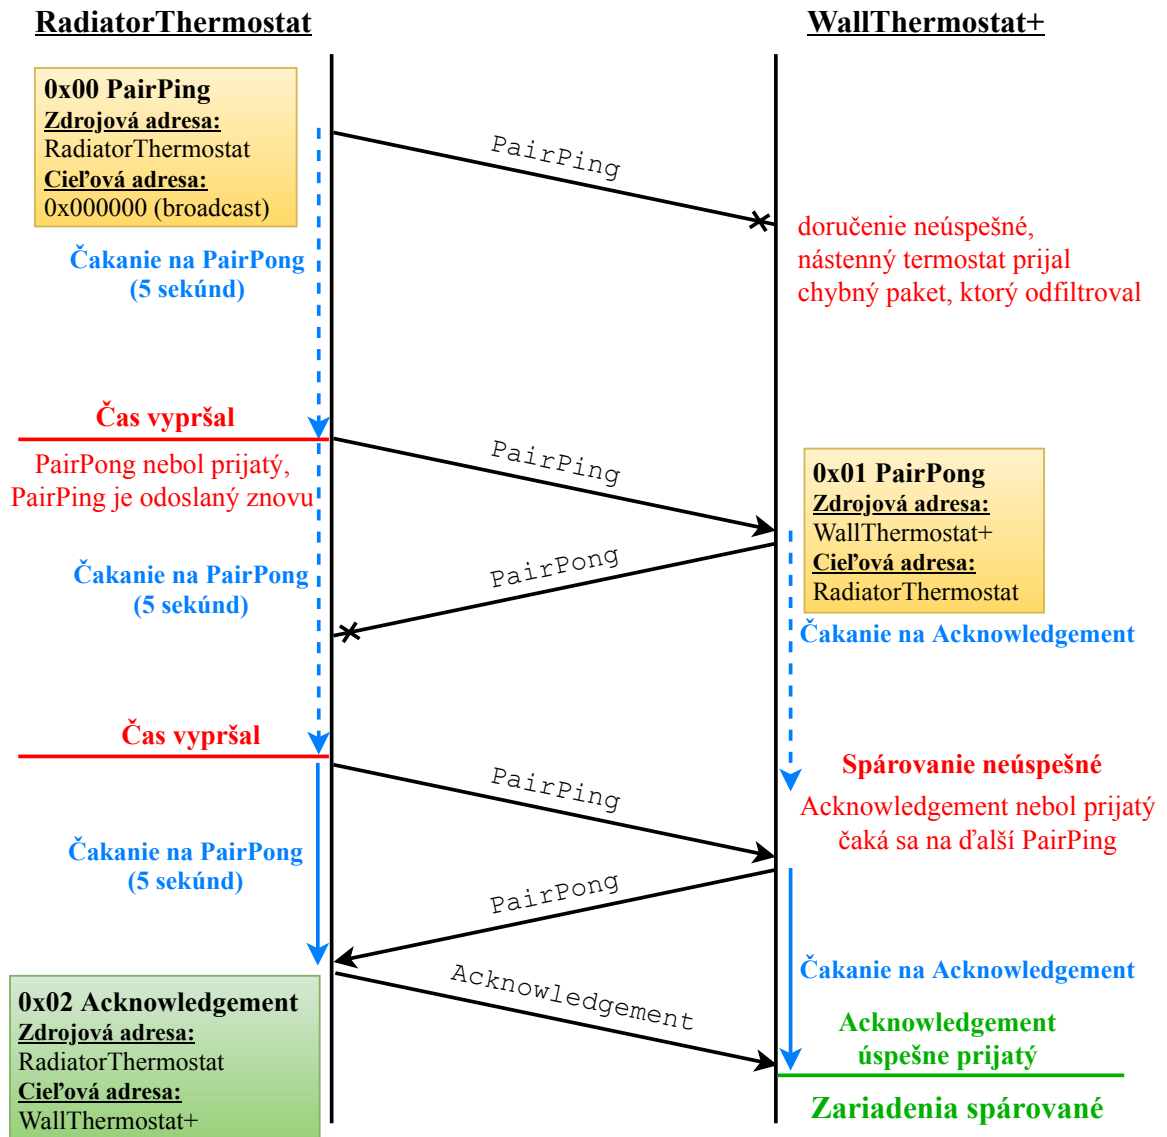 RadiatorThermostat
WallThermostat+
0x00 PairPing
Zdrojová adresa:
RadiatorThermostat
Cieľová adresa:
0x000000 (broadcast)
PairPing
doručenie neúspešné,
nástenný termostat prijal
chybný paket, ktorý odfiltroval
Čakanie na PairPong
(5 sekúnd)
Čas vypršal
PairPong nebol prijatý,
PairPing je odoslaný znovu
PairPing
0x01 PairPong
Zdrojová adresa:
WallThermostat+
Cieľová adresa:
RadiatorThermostat
PairPong
Čakanie na PairPong
(5 sekúnd)
Čakanie na Acknowledgement
Čas vypršal
PairPing
Spárovanie neúspešné
Acknowledgement nebol prijatý
čaká sa na ďalší PairPing
Čakanie na PairPong
(5 sekúnd)
PairPong
Čakanie na Acknowledgement
Acknowledgement
0x02 Acknowledgement
Zdrojová adresa:
RadiatorThermostat
Cieľová adresa:
WallThermostat+
Acknowledgement
úspešne prijatý
Zariadenia spárované